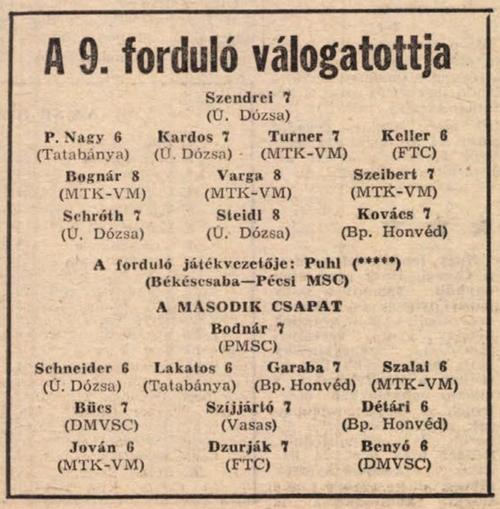 A 9. forduló válogatottja
Szendrei 7
(Ú. Dózsa)
P. Nagy 6 Kardos 7 Turner 7 Keller 6
(Tatabánya) (Ú. Dózsa) (MTK-VM) (FTC)
Bognár 8 Varga 8 Szeibert 7
(MTK-VM) (MTK-VM) (MTK-VM)
Schróth 7 Steidl 8 Kovács 7
(Ú. Dózsa) (Ú. Dózsa) (Bp. Honvéd)
A forduló játékvezetője: Puhl (*****)
(Békéscsaba—Pécsi MSC)
A MÁSODIK CSAPAT
Bodnár 7
(PMSC)
Schneider 6 Lakatos 6 Garaba 7 Szalai 6
(Ú. Dózsa) (Tatabánya) (Bp. Honvéd) (MTK-VM)
Bücs 7 Szíjjártó 7 Détári 6
(DMVSC) (Vasas) (Bp. Honvéd)
Jován 6 Dzurják 7 Benyó 6
(MTK-VM) (FTC) (DMVSC)